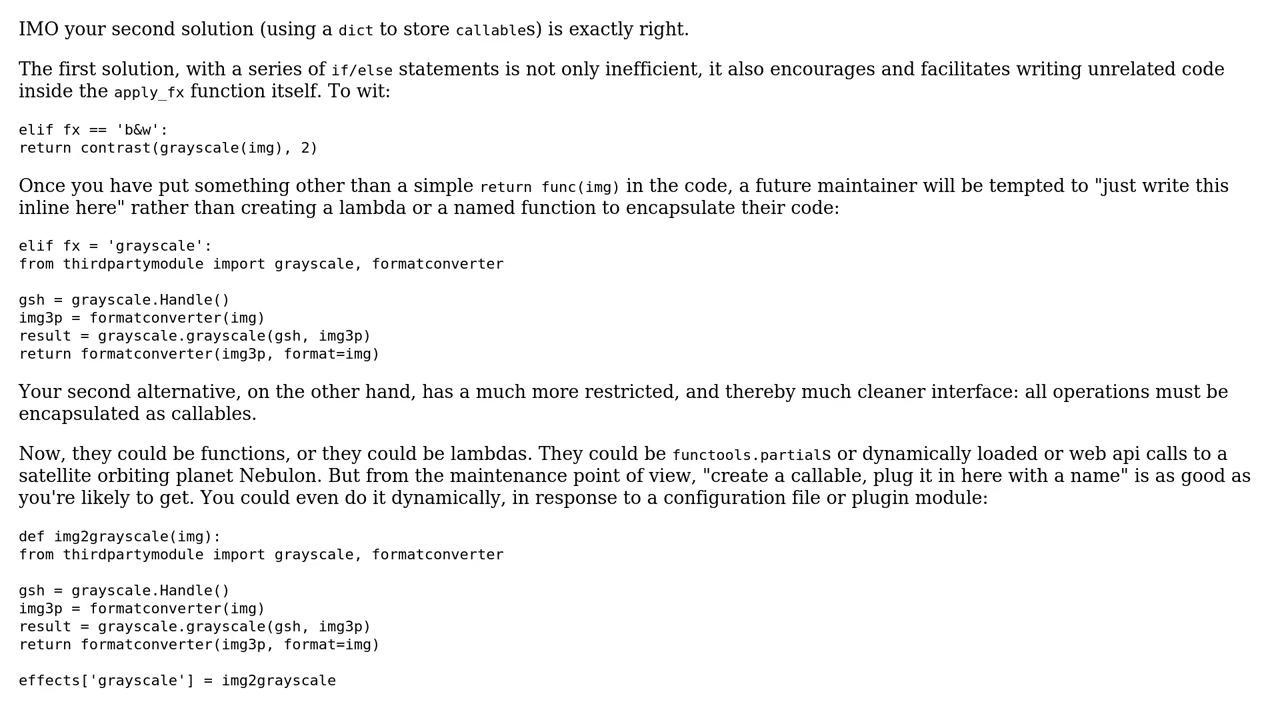 IMO your second solution (using a dict to store callables) is exactly right.
The first solution, with a series of if/else statements is not only inefficient, it also encourages and facilitates writing unrelated code
inside the apply_fx function itself. To wit:
elif fx == 'b&w':
return contrast(grayscale(img), 2)
Once you have put something other than a simple return func(img) in the code, a future maintainer will be tempted to "just write this
inline here" rather than creating a lambda or a named function to encapsulate their code:
elif fx = 'grayscale':
from thirdpartymodule import grayscale, formatconverter
gsh = grayscale.Handle()
img3p = formatconverter(img)
result = grayscale.grayscale(gsh, img3p)
return formatconverter(img3p, format=img)
Your second alternative, on the other hand, has a much more restricted, and thereby much cleaner interface: all operations must be
encapsulated as callables.
Now, they could be functions, or they could be lambdas. They could be functools.partials or dynamically loaded or web api calls to a
satellite orbiting planet Nebulon. But from the maintenance point of view, "create a callable, plug it in here with a name" is as good as
you're likely to get. You could even do it dynamically, in response to a configuration file or plugin module:
def img2grayscale(img):
from thirdpartymodule import grayscale, formatconverter
gsh = grayscale.Handle()
img3p = formatconverter(img)
result = grayscale.grayscale(gsh, img3p)
return formatconverter(img3p, format=img)
effects['grayscale'] = img2grayscale